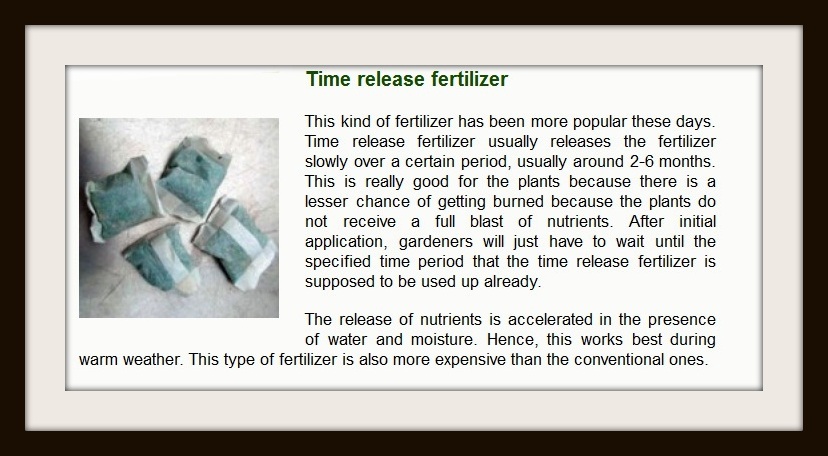 Time release fertilizer
This kind of fertilizer has been more popular these days.
Time release fertilizer usually releases the fertilizer
slowly over a certain period, usually around 2-6 months.
This is really good for the plants because there is a
lesser chance of getting burned because the plants do
not receive a full blast of nutrients. After initial
application, gardeners will just have to wait until the
specified time period that the time release fertilizer is
supposed to be used up already.
The release of nutrients is accelerated in the presence
of water and moisture. Hence, this works best during
warm weather. This type of fertilizer is also more expensive than the conventional ones.